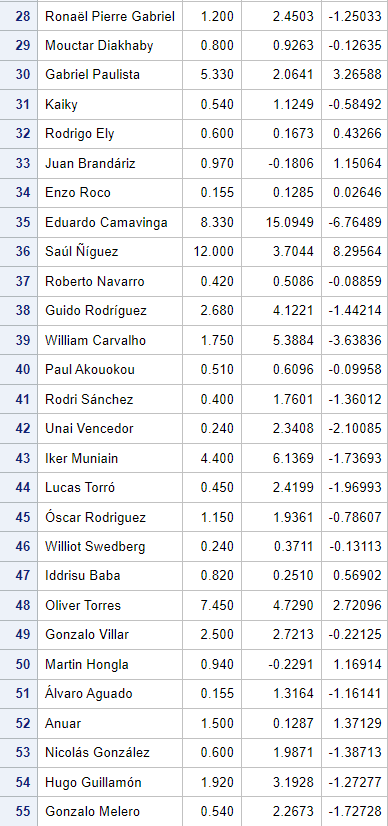 28 Ronaël Pierre Gabriel 1.200 2.4503 -1.25033
29 Mouctar Diakhaby 0.800 0.9263 -0.12635
30 Gabriel Paulista 5.330 2.0641 3.26588
31 Kaiky 0.540 1.1249 -0.58492
32 Rodrigo Ely 0.600 0.1673 0.43266
33 Juan Brandáriz 0.970 -0.1806 1.15064
34 Enzo Roco 0.155 0.1285 0.02646
35 Eduardo Camavinga 8.330 15.0949 -6.76489
36 Saúl Ñíguez 12.000 3.7044 8.29564
37 Roberto Navarro 0.420 0.5086 -0.08859
38 Guido Rodríguez 2.680 4.1221 -1.44214
39 William Carvalho 1.750 5.3884 -3.63836
40 Paul Akouokou 0.510 0.6096 -0.09958
41 Rodri Sánchez 0.400 1.7601 -1.36012
42 Unai Vencedor 0.240 2.3408 -2.10085
43 Iker Muniain 4.400 6.1369 -1.73693
44 Lucas Torró 0.450 2.4199 -1.96993
45 Óscar Rodriguez 1.150 1.9361 -0.78607
46 Williot Swedberg 0.240 0.3711 -0.13113
47 Iddrisu Baba 0.820 0.2510 0.56902
48 Oliver Torres 7.450 4.7290 2.72096
49 Gonzalo Villar 2.500 2.7213 -0.22125
50 Martin Hongla 0.940 -0.2291 1.16914
51 Álvaro Aguado 0.155 1.3164 -1.16141
52 Anuar 1.500 0.1287 1.37129
53 Nicolás González 0.600 1.9871 -1.38713
54 Hugo Guillamón 1.920 3.1928 -1.27277
55 Gonzalo Melero 0.540 2.2673 -1.72728